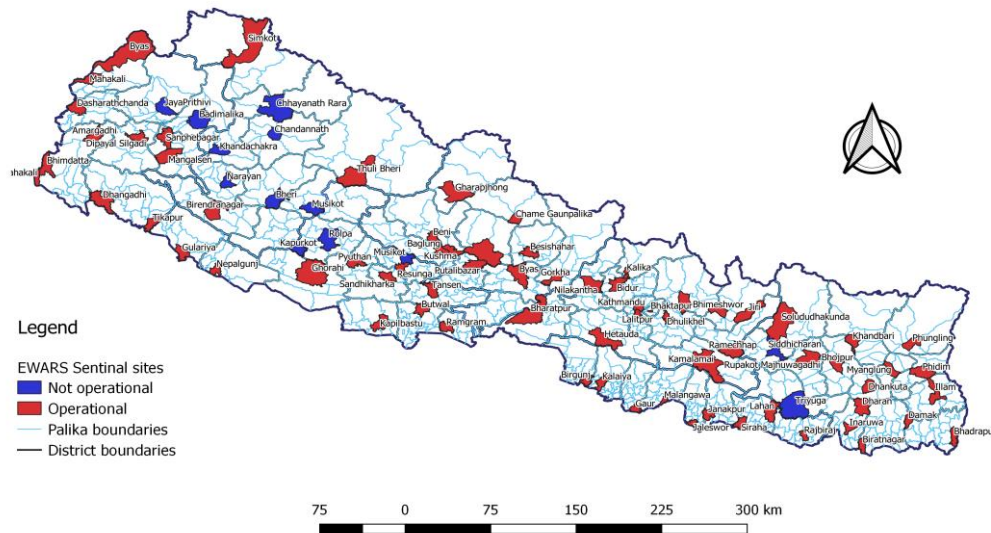 Simkot
Byas
Mahakali
JayaPrithivi
Chhayanath Rara
Dasharathchanda
Badimalika
Chandannath
Amargadhi
Sanphebagar
Dipayal Silgadi
Khandachakra
Mangalsen
Bhimdatta
Thuli Bheri
ahakali
Narayan
Gharapjhong
Dhangadhi
Bheri
Birendranagar
Musikot
Chame Gaunpalika
Tikapur
Rolpa
Beni
Kapurkot
Musikot
Baglung
Besishahar
Gulariya
Pyuthan
Kushma
Nepalgunj
Ghorahi
Resunga
Putalibazar
Byas
Gorkha
Kalika
Sandhikharka
Tansen
Nilakantha
Bidur
Butwal
Bharatpur
Kathmandu
Bhaktapur
Bhimeshwor
Jiri
Solududhakunda
Kapilbastu
Ramgram
Lalitpur
Dhulikhel
Hetauda
Ramechhap
Siddhicharan
Khandbari
Phungling
Kamalamai
Rupakot
Majhuwagadhi
Bhojpur
Myanglung
Phidim
Birgunj
Kalaiya
Dhankuta
Illam
Malangawa
Gaur
Janakpur
Lahan
Triyuga
Dharan
Damak
Jaleswor
Siraha
Rajbiraj
Inaruwa
Biratnagar
Bhadrapu
Legend
EWARS Sentinal sites
Not operational
Operational
Palika boundaries
District boundaries
75 0 75 150 225 300 km